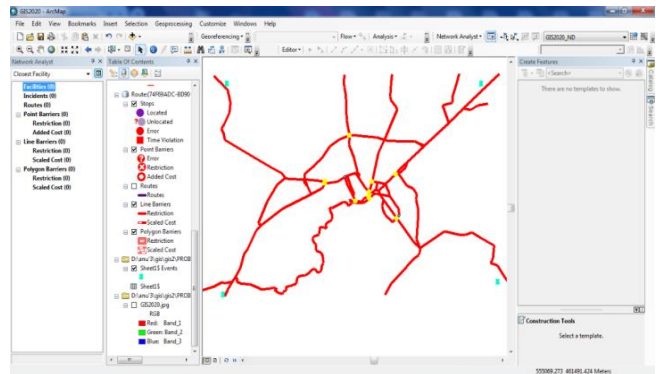 GIS2020 - ArcMap
File Edit View Bookmarks Insert Selection Geoprocessing Customize Windows Help
Georeferencing
Flow Analysis
Network Analyst
GIS2020_ND
Editor
Network Analyst
Table Of Contents
Create Features
Closest Facility
<Search>
There are no templates to show.
Catalog
Search
Facilities (0)
Incidents (0)
Routes (0)
Point Barriers (0)
Restriction (0)
Added Cost (0)
Line Barriers (0)
Restriction (0)
Scaled Cost (0)
Polygon Barriers (0)
Restriction (0)
Scaled Cost (0)
Stops
Located
Unlocated
Error
Time Violation
Point Barriers
Error
Restriction
Added Cost
Routes
Routes
Line Barriers
Restriction
Scaled Cost
Polygon Barriers
Restriction
Scaled Cost
Sheet1$ Events
Sheet1$
GIS2020.jpg
RGB
Red: Band_1
Green: Band_2
Blue: Band_3
Construction Tools
Select a template.
555069.273 461491.424 Meters